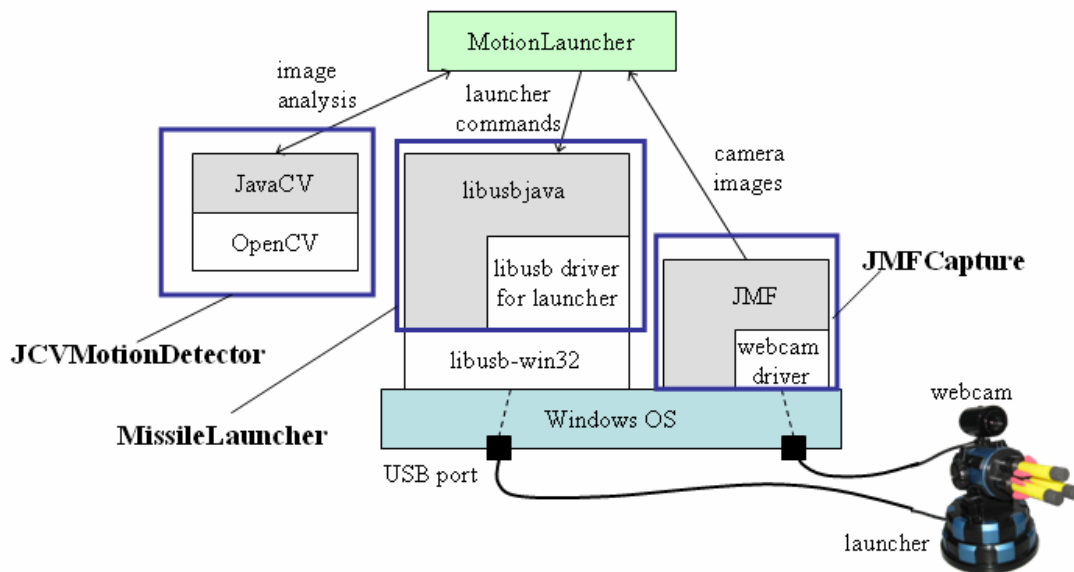 MotionLauncher
image
analysis
launcher
commands
camera
images
JavaCV
OpenCV
libusbjava
libusb driver
for launcher
libusb-win32
JMF
webcam
driver
JMFCapture
JCVMotionDetector
MissileLauncher
Windows OS
USB port
webcam
launcher